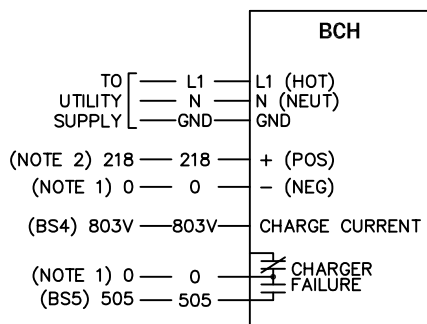 BCH
TO L1 L1 (HOT)
UTILITY N N (NEUT)
SUPPLY GND GND
(NOTE 2) 218 218 + (POS)
(NOTE 1) 0 0 − (NEG)
(BS4) 803V 803V CHARGE CURRENT
CHARGER
(NOTE 1) 0 0 FAILURE
(BS5) 505 505